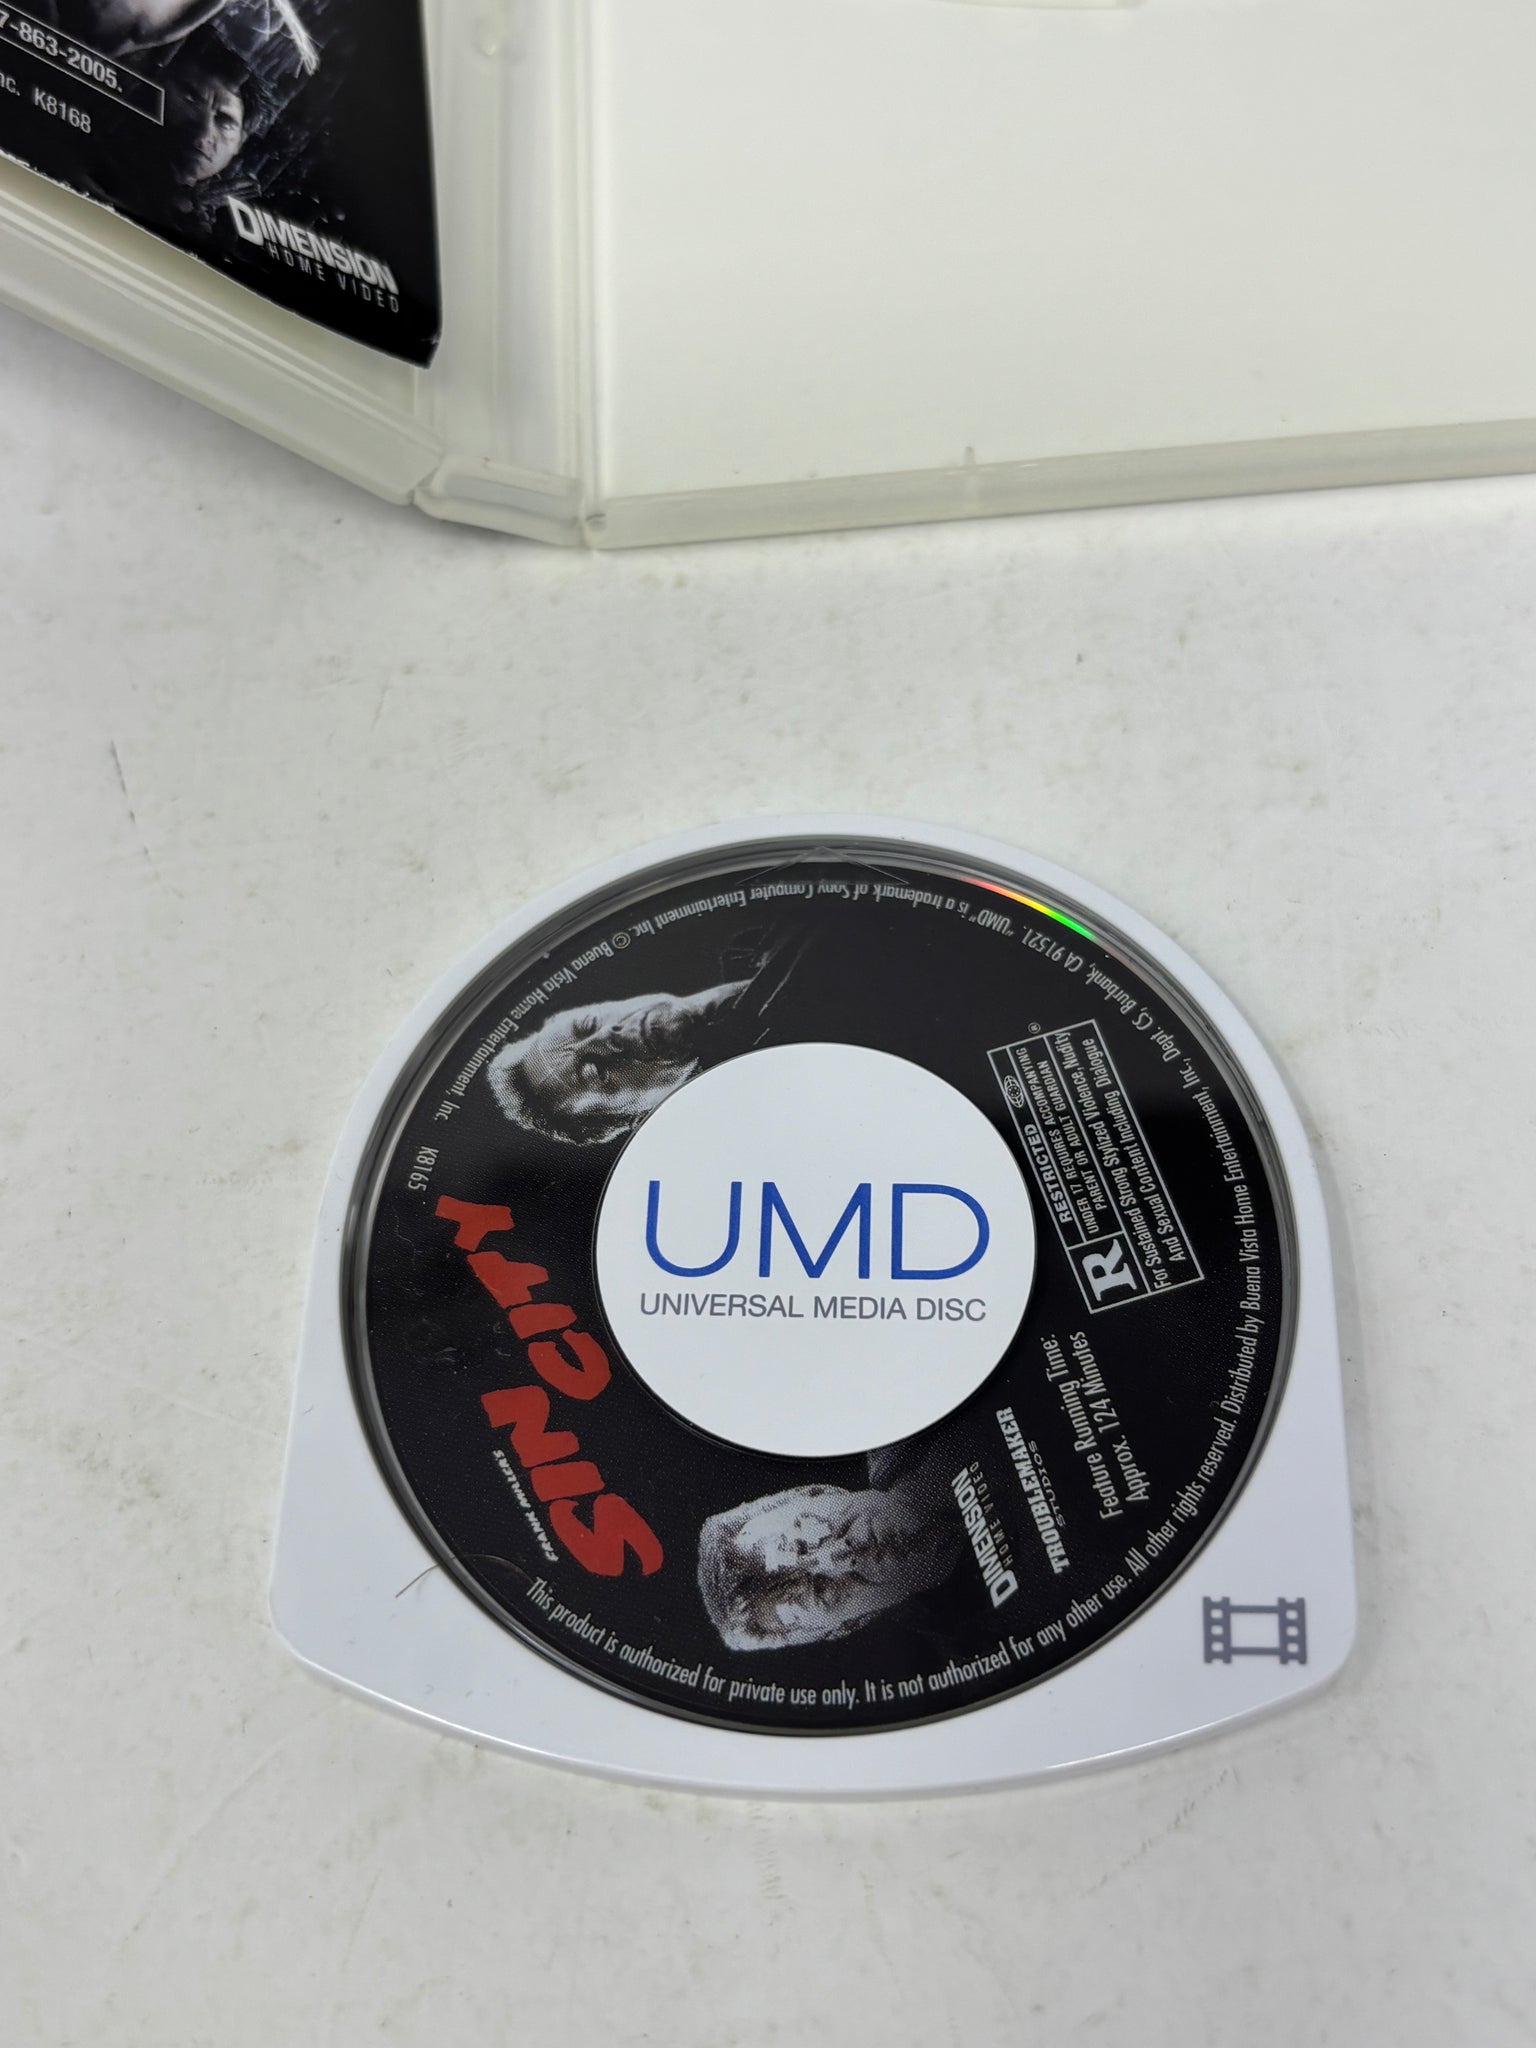 7-863-2005.
nc. K8168
DIMENSION
HOME VIDEO
UMD
UNIVERSAL MEDIA DISC
FRANK MILLER'S
SIN CITY
K8165
© Buena Vista Home Entertainment, Inc.
"UMD" is a trademark of Sony Computer Entertainment Inc.
R
RESTRICTED ®
UNDER 17 REQUIRES ACCOMPANYING
PARENT OR ADULT GUARDIAN
For Sustained Strong Stylized Violence, Nudity
And Sexual Content Including Dialogue
Feature Running Time:
Approx. 124 Minutes
DIMENSION
HOME VIDEO
TROUBLEMAKER
STUDIOS
This product is authorized for private use only. It is not authorized for any other use. All other rights reserved. Distributed by Buena Vista Home Entertainment, Inc., Dept. CS, Burbank, CA 91521.